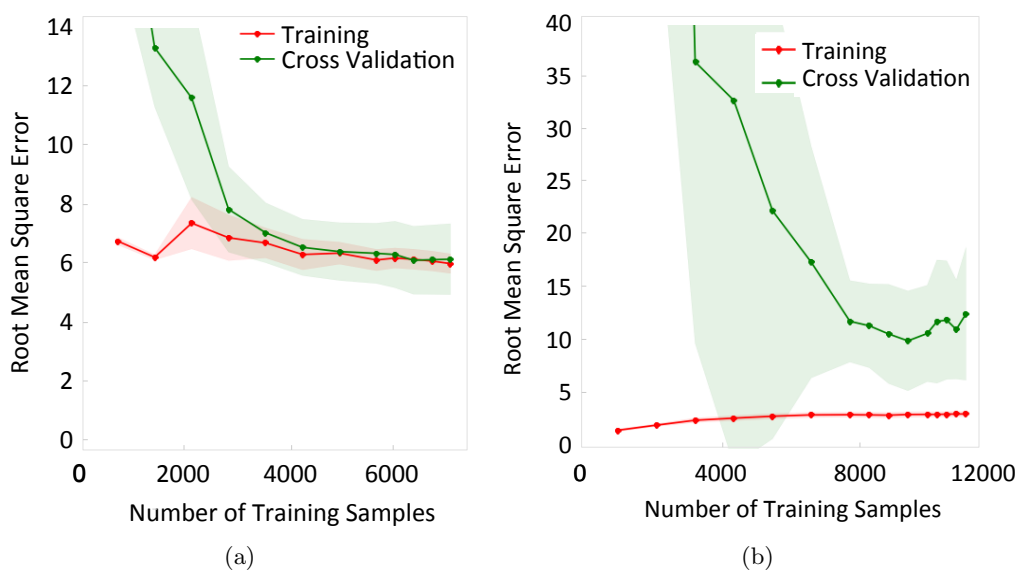 14
12
10
8
6
4
2
0
0
2000
4000
6000
Root Mean Square Error
Number of Training Samples
Training
Cross Validation
(a)
40
35
30
25
20
15
10
5
0
0
4000
8000
12000
Root Mean Square Error
Number of Training Samples
Training
Cross Validation
(b)